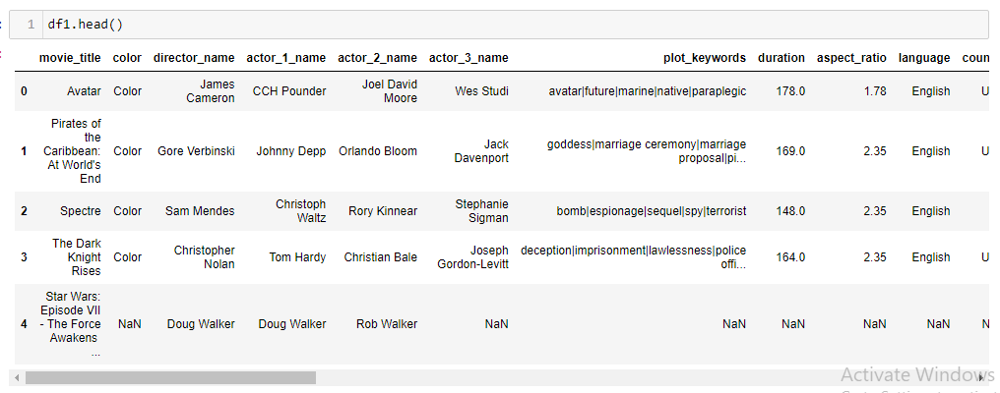 1 df1.head()
movie_title color director_name actor_1_name actor_2_name actor_3_name plot_keywords duration aspect_ratio language coun
0 Avatar Color James Cameron CCH Pounder Joel David Moore Wes Studi avatar|future|marine|native|paraplegic 178.0 1.78 English U
1 Pirates of the Caribbean: At World's End Color Gore Verbinski Johnny Depp Orlando Bloom Jack Davenport goddess|marriage ceremony|marriage proposal|pi... 169.0 2.35 English U
2 Spectre Color Sam Mendes Christoph Waltz Rory Kinnear Stephanie Sigman bomb|espionage|sequel|spy|terrorist 148.0 2.35 English
3 The Dark Knight Rises Color Christopher Nolan Tom Hardy Christian Bale Joseph Gordon-Levitt deception|imprisonment|lawlessness|police offi... 164.0 2.35 English U
4 Star Wars: Episode VII - The Force Awakens ... NaN Doug Walker Doug Walker Rob Walker NaN NaN NaN NaN NaN N
Activate Windows